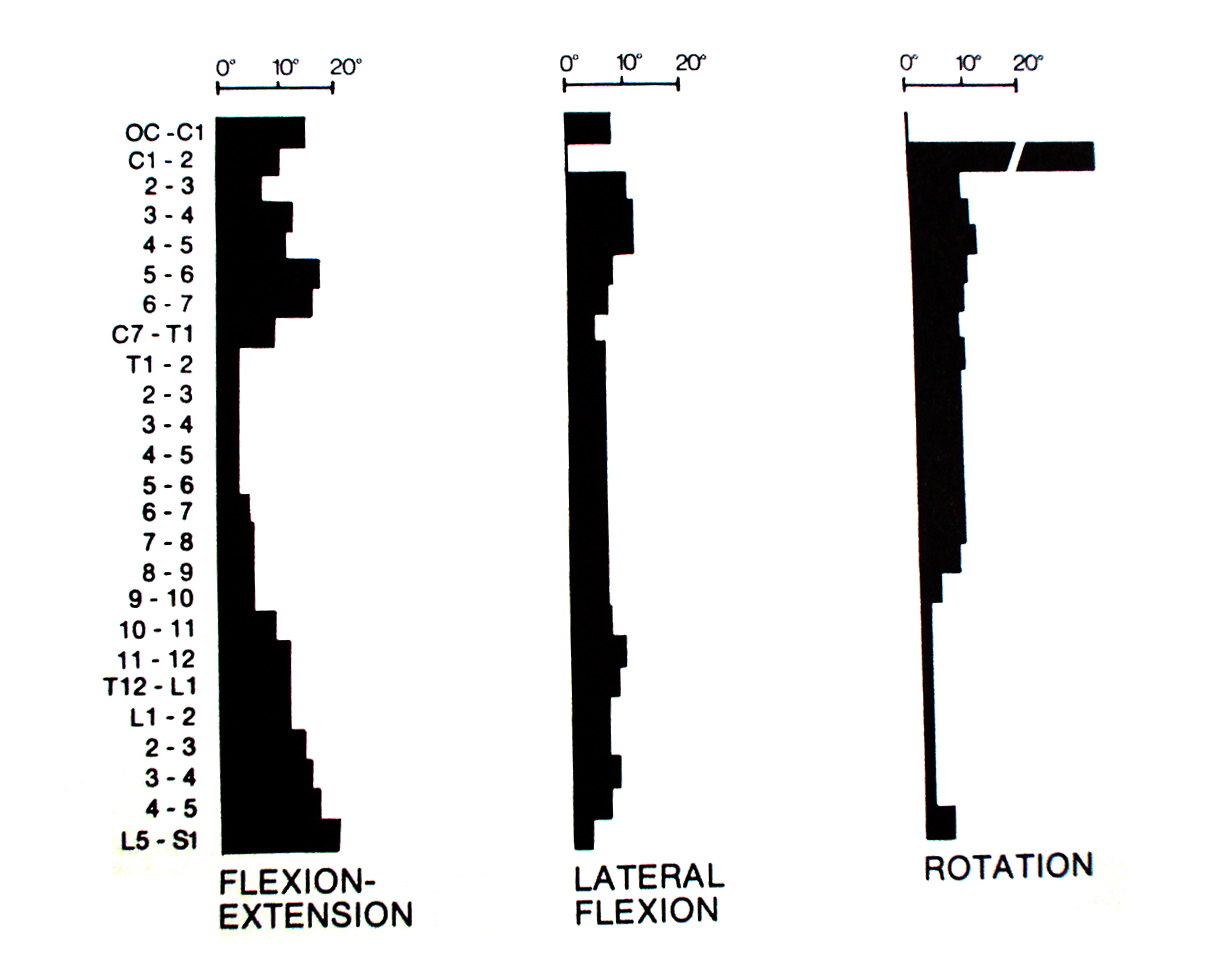 0° 10° 20°
0° 10° 20°
0° 10° 20°
OC -C1
C1 - 2
2 - 3
3 - 4
4 - 5
5 - 6
6 - 7
C7 - T1
T1 - 2
2 - 3
3 - 4
4 - 5
5 - 6
6 - 7
7 - 8
8 - 9
9 - 10
10 - 11
11 - 12
T12 - L1
L1 - 2
2 - 3
3 - 4
4 - 5
L5 - S1
FLEXION-
EXTENSION
LATERAL
FLEXION
ROTATION